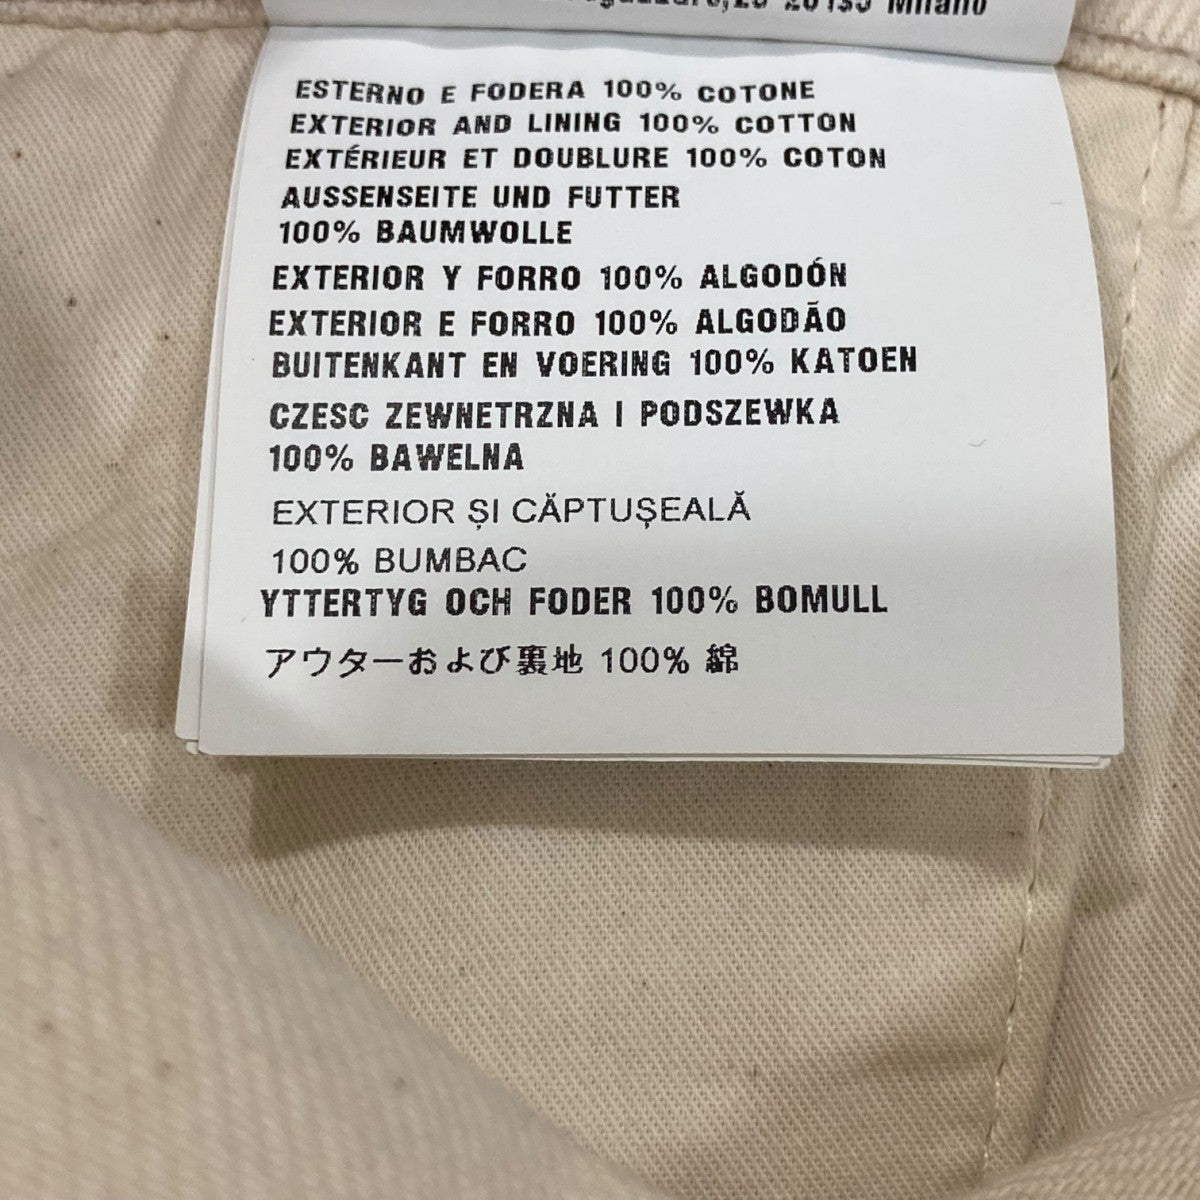 Milano
ESTERNO E FODERA 100% COTONE
EXTERIOR AND LINING 100% COTTON
EXTÉRIEUR ET DOUBLURE 100% COTON
AUSSENSEITE UND FUTTER
100% BAUMWOLLE
EXTERIOR Y FORRO 100% ALGODÓN
EXTERIOR E FORRO 100% ALGODÃO
BUITENKANT EN VOERING 100% KATOEN
CZESC ZEWNETRZNA I PODSZEWKA
100% BAWELNA
EXTERIOR ȘI CĂPTUȘEALĂ
100% BUMBAC
YTTERTYG OCH FODER 100% BOMULL
アウターおよび裏地 100% 綿